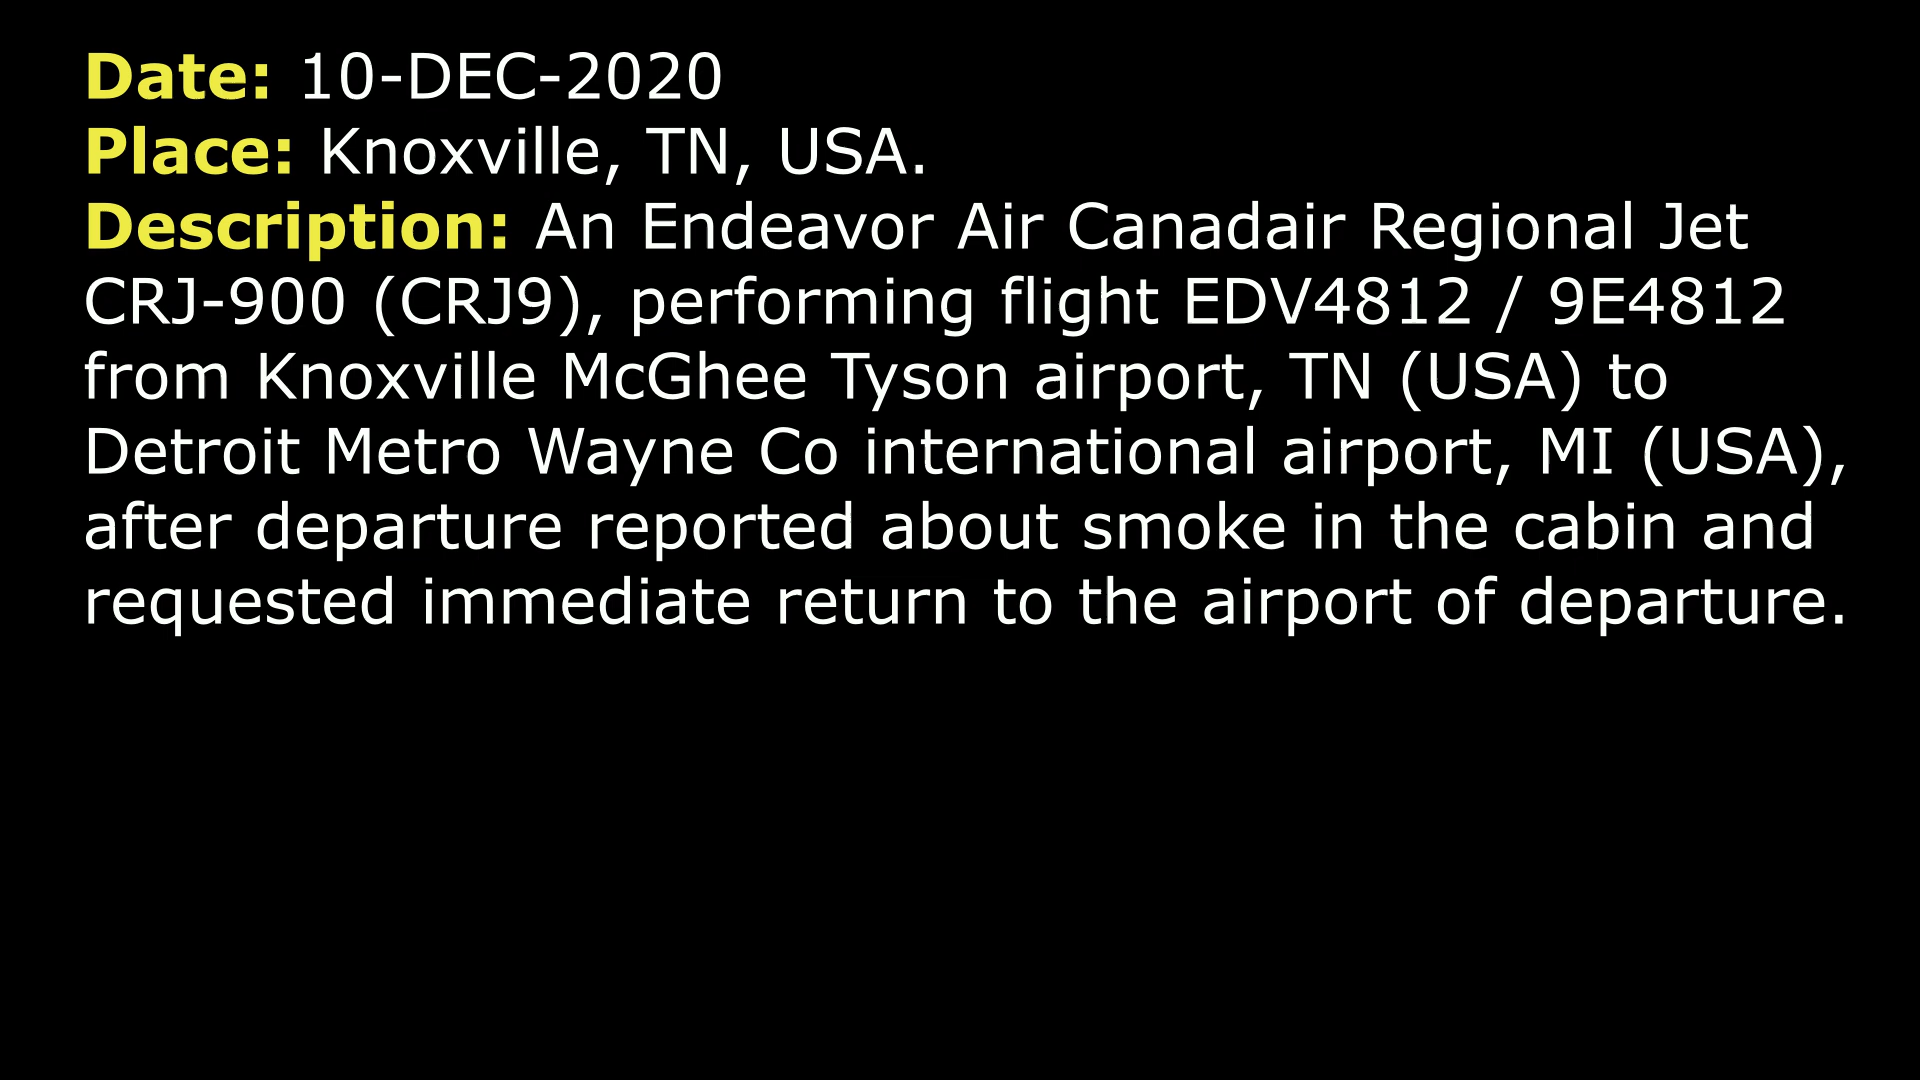 Date: 10-DEC-2020
Place: Knoxville, TN, USA.
Description: An Endeavor Air Canadair Regional Jet
CRJ-900 (CRJ9), performing flight EDV4812 / 9E4812
from Knoxville McGhee Tyson airport, TN (USA) to
Detroit Metro Wayne Co international airport, MI (USA),
after departure reported about smoke in the cabin and
requested immediate return to the airport of departure.